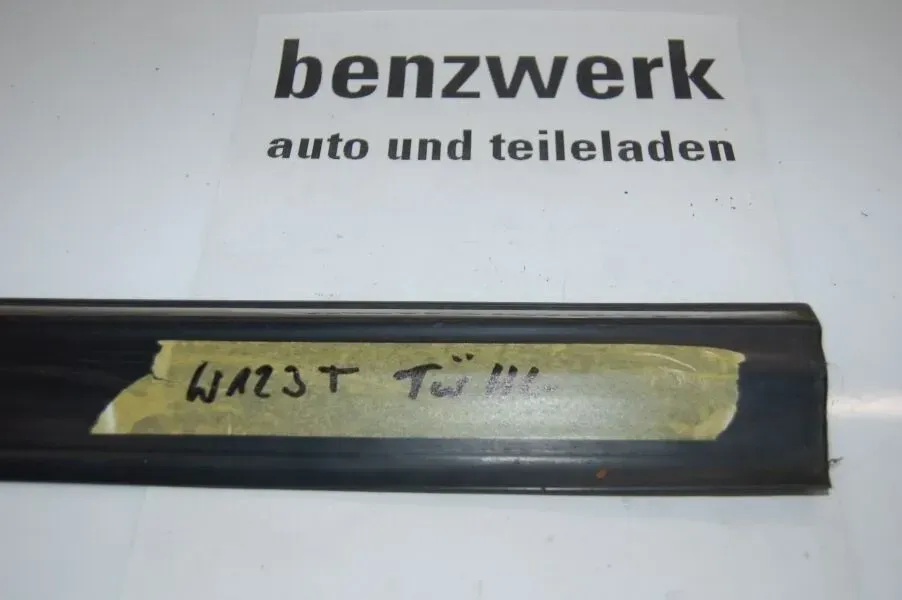 benzwerk
auto und teileladen
W123T Tür HL